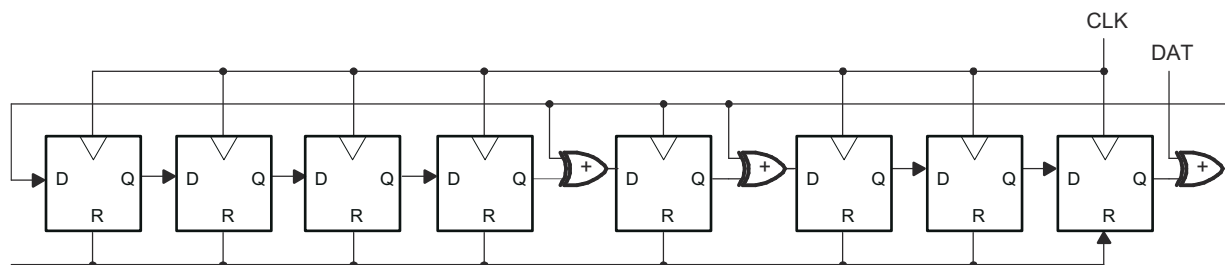 CLK
DAT
D Q D Q D Q D Q + D Q + D Q D Q D Q +
R R R R R R R R